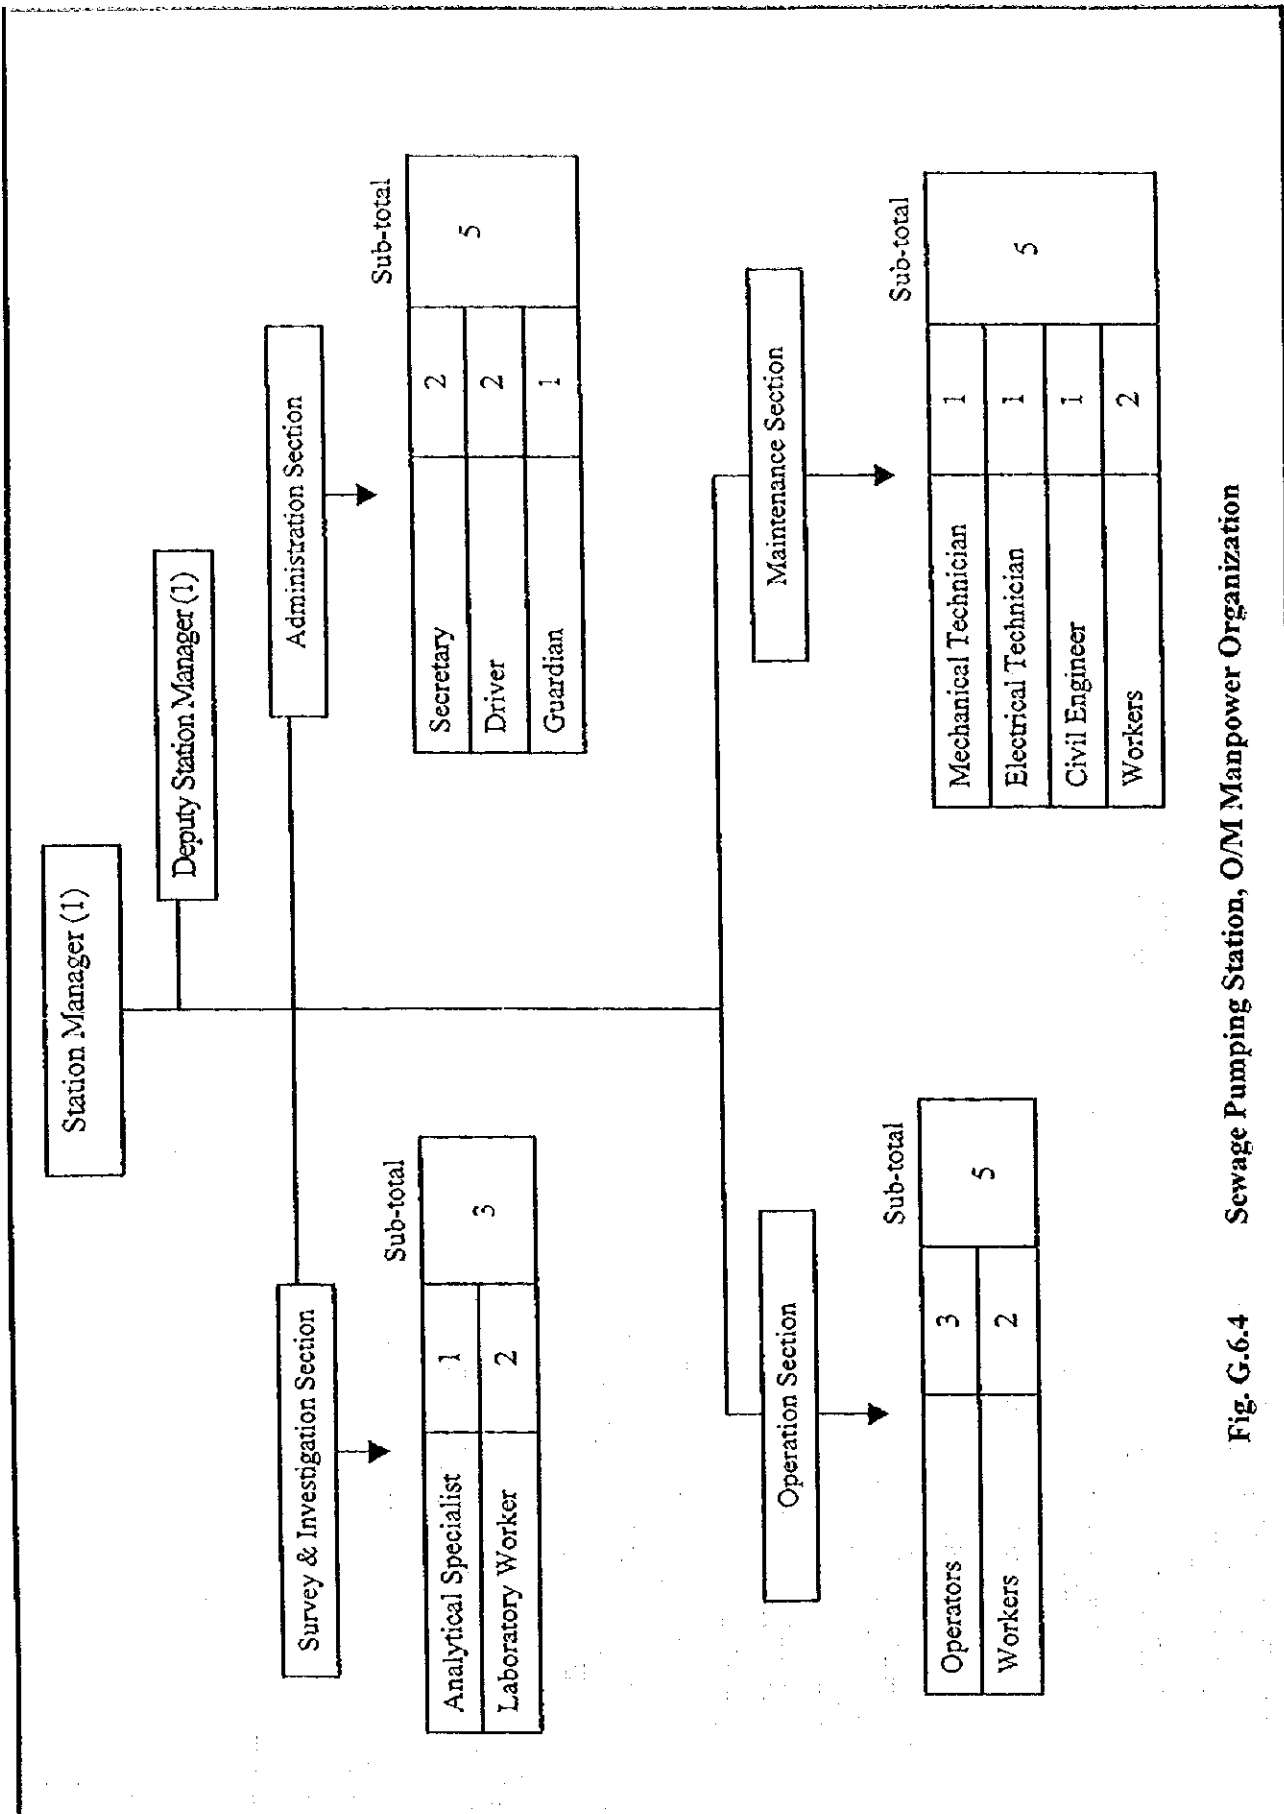 Station Manager (1)
Deputy Station Manager (1)
Survey & Investigation Section
Administration Section
Sub-total
Analytical Specialist 1
Laboratory Worker 2
3
Sub-total
Secretary 2
Driver 2
Guardian 1
5
Operation Section
Maintenance Section
Sub-total
Operators 3
Workers 2
5
Sub-total
Mechanical Technician 1
Electrical Technician 1
Civil Engineer 1
Workers 2
5
Fig. G.6.4 Sewage Pumping Station, O/M Manpower Organization